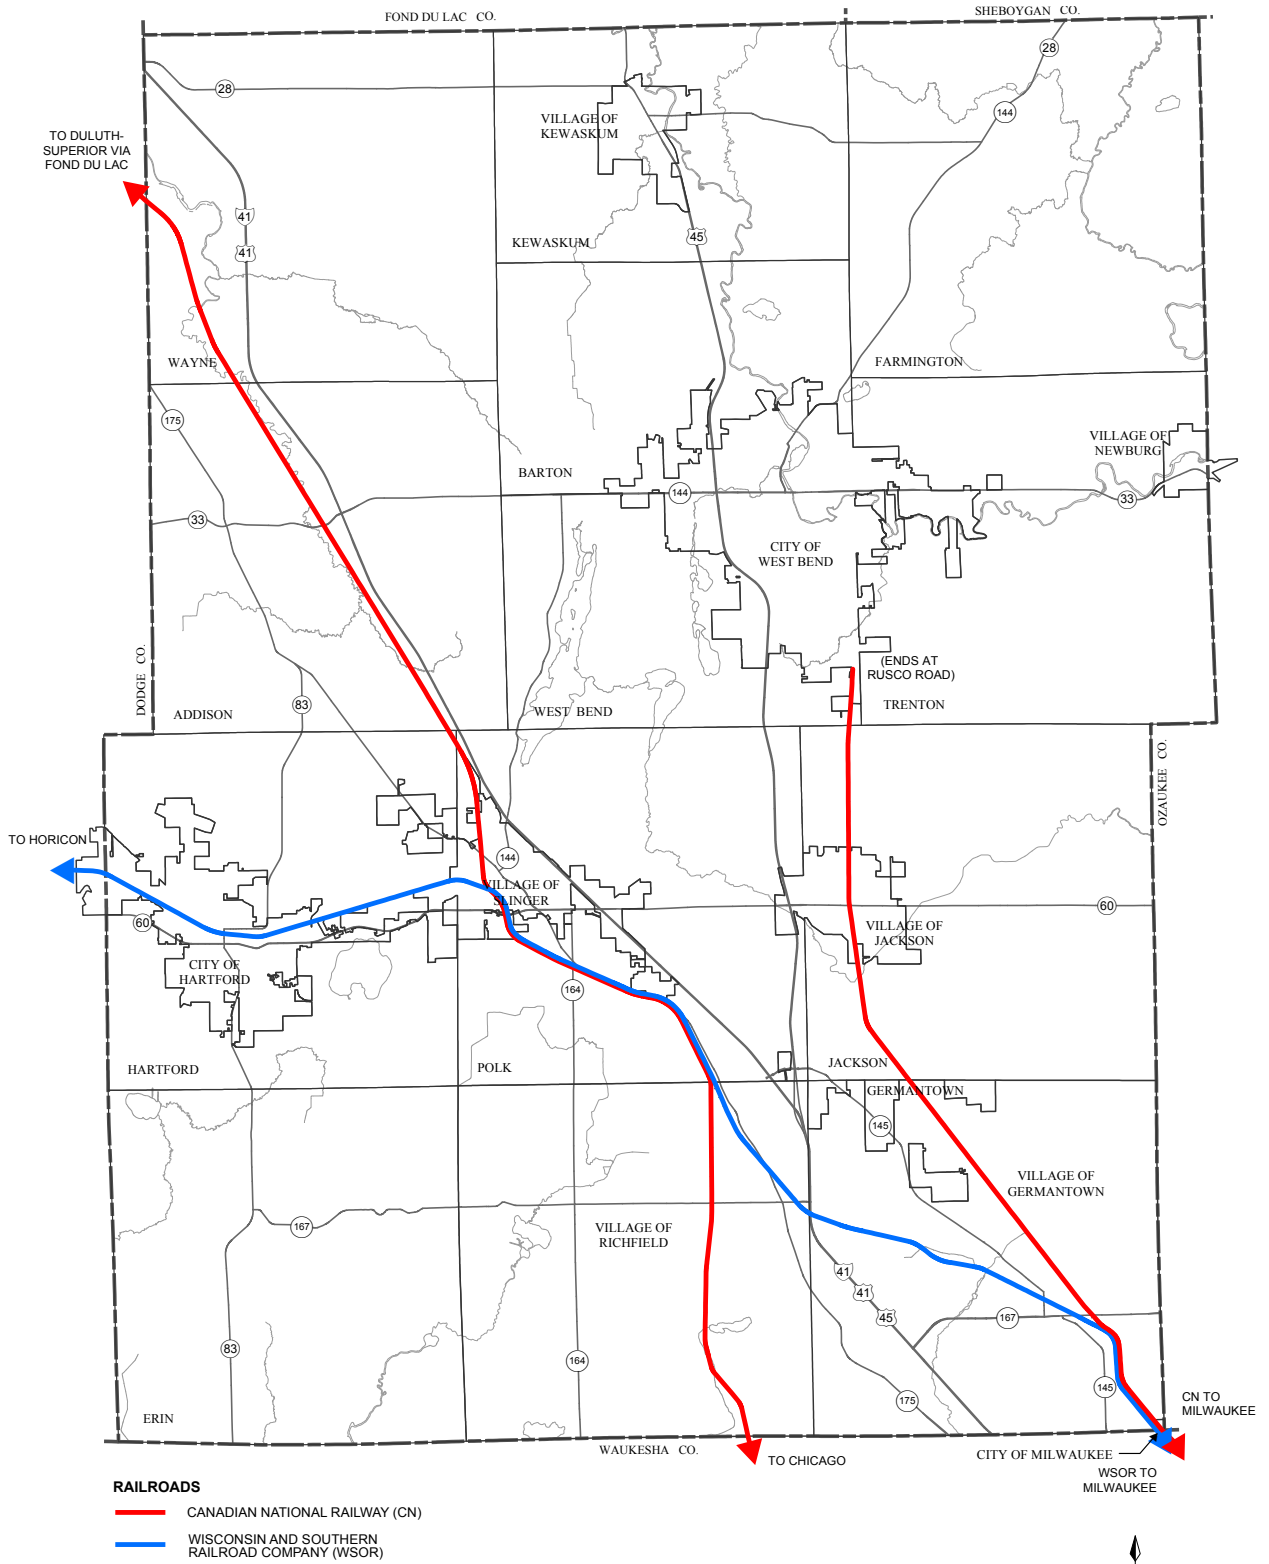 FOND DU LAC CO.
SHEBOYGAN CO.
28
28
144
VILLAGE OF
KEWASKUM
TO DULUTH-
SUPERIOR VIA
FOND DU LAC
41
41
45
KEWASKUM
WAYNE
FARMINGTON
175
VILLAGE OF
NEWBURG
BARTON
144
33
33
CITY OF
WEST BEND
(ENDS AT
RUSCO ROAD)
DODGE CO.
83
ADDISON
WEST BEND
TRENTON
OZAUKEE CO.
TO HORICON
144
VILLAGE OF
SLINGER
60
60
VILLAGE OF
JACKSON
CITY OF
HARTFORD
164
HARTFORD
POLK
JACKSON
GERMANTOWN
145
VILLAGE OF
GERMANTOWN
167
VILLAGE OF
RICHFIELD
41
41
45
167
83
164
145
175
ERIN
CN TO
MILWAUKEE
WAUKESHA CO.
TO CHICAGO
CITY OF MILWAUKEE
WSOR TO
MILWAUKEE
RAILROADS
CANADIAN NATIONAL RAILWAY (CN)
WISCONSIN AND SOUTHERN
RAILROAD COMPANY (WSOR)